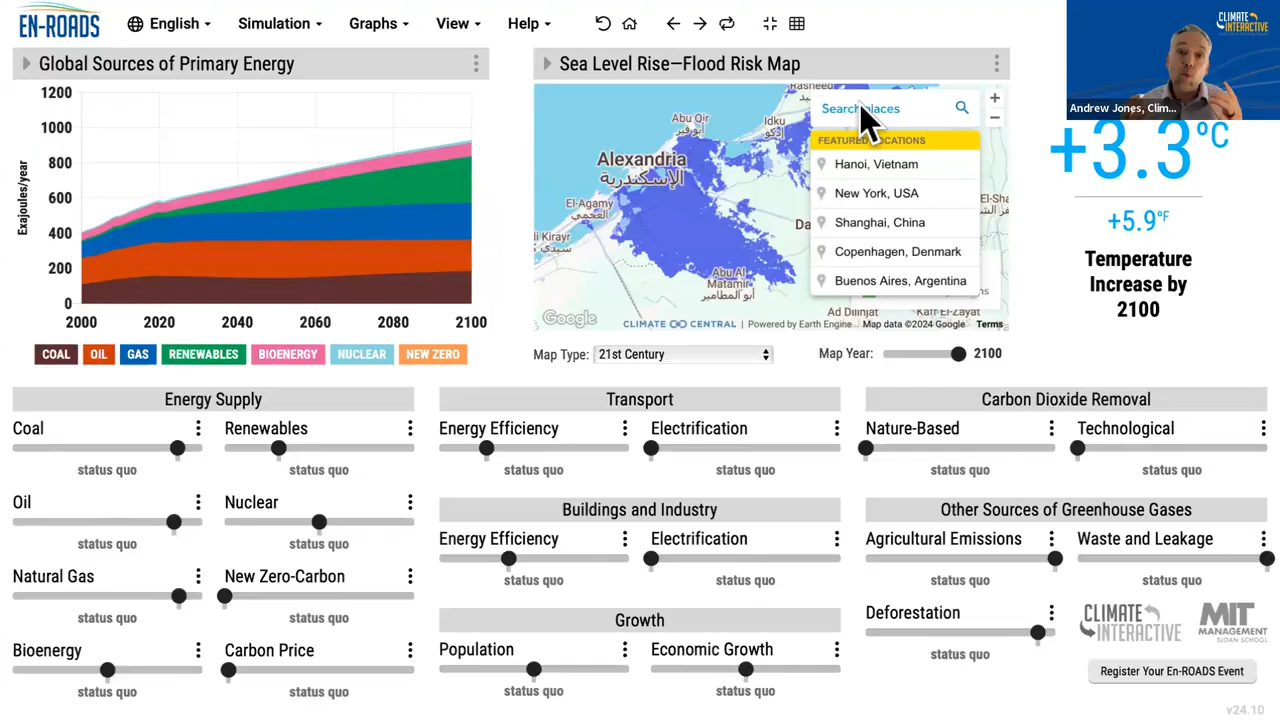 EN-ROADS
English
Simulation
Graphs
View
Help
CLIMATE
INTERACTIVE
Andrew Jones, Clim...
Global Sources of Primary Energy
1200
1000
800
600
400
200
0
Exajoules/year
2000
2020
2040
2060
2080
2100
COAL
OIL
GAS
RENEWABLES
BIOENERGY
NUCLEAR
NEW ZERO
Sea Level Rise—Flood Risk Map
Rasheed
Abu Qir
أبو قير
Idku
إدكو
Alexandria
الإسكندرية
El-Agamy
العجمي
di Kirayr
Da
El-Sha
Abu Al
Matamir
أبو المطامير
Ad Dilinjat
Kafr El-Zayat
Search places
+
−
FEATURED LOCATIONS
Hanoi, Vietnam
New York, USA
Shanghai, China
Copenhagen, Denmark
Buenos Aires, Argentina
Google
CLIMATE CENTRAL | Powered by Earth Engine
Map data ©2024 Google
Terms
Map Type:
21st Century
Map Year:
2100
+3.3°C
+5.9°F
Temperature
Increase by
2100
Energy Supply
Coal
status quo
Renewables
status quo
Oil
status quo
Nuclear
status quo
Natural Gas
status quo
New Zero-Carbon
status quo
Bioenergy
status quo
Carbon Price
status quo
Transport
Energy Efficiency
status quo
Electrification
status quo
Buildings and Industry
Energy Efficiency
status quo
Electrification
status quo
Growth
Population
status quo
Economic Growth
status quo
Carbon Dioxide Removal
Nature-Based
status quo
Technological
status quo
Other Sources of Greenhouse Gases
Agricultural Emissions
status quo
Waste and Leakage
status quo
Deforestation
status quo
CLIMATE
INTERACTIVE
MIT
MANAGEMENT
SLOAN SCHOOL
Register Your En-ROADS Event
v24.10